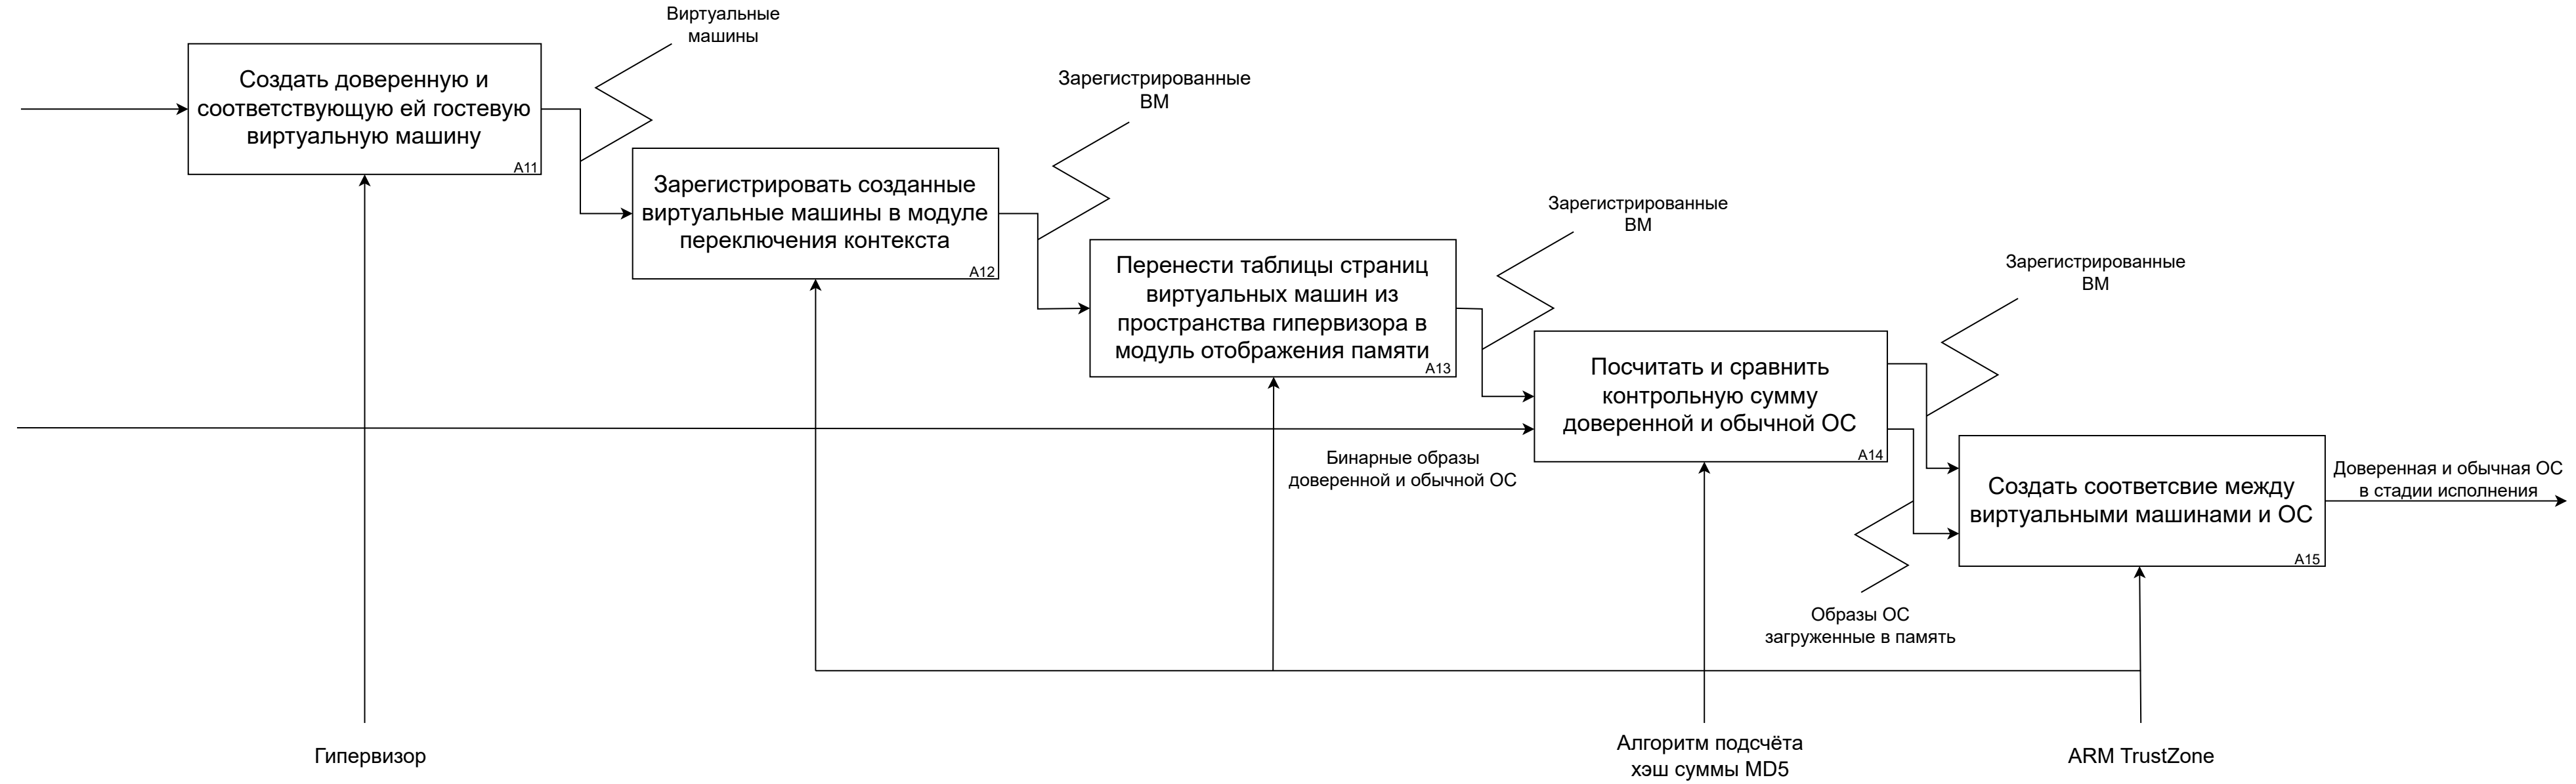 Виртуальные
машины
Создать доверенную и
соответствующую ей гостевую
виртуальную машину
A11
Зарегистрированные
ВМ
Зарегистрировать созданные
виртуальные машины в модуле
переключения контекста
A12
Зарегистрированные
ВМ
Перенести таблицы страниц
виртуальных машин из
пространства гипервизора в
модуль отображения памяти
A13
Зарегистрированные
ВМ
Посчитать и сравнить
контрольную сумму
доверенной и обычной ОС
A14
Бинарные образы
доверенной и обычной ОС
Создать соответсвие между
виртуальными машинами и ОС
A15
Доверенная и обычная ОС
в стадии исполнения
Образы ОС
загруженные в память
Гипервизор
Алгоритм подсчёта
хэш суммы MD5
ARM TrustZone